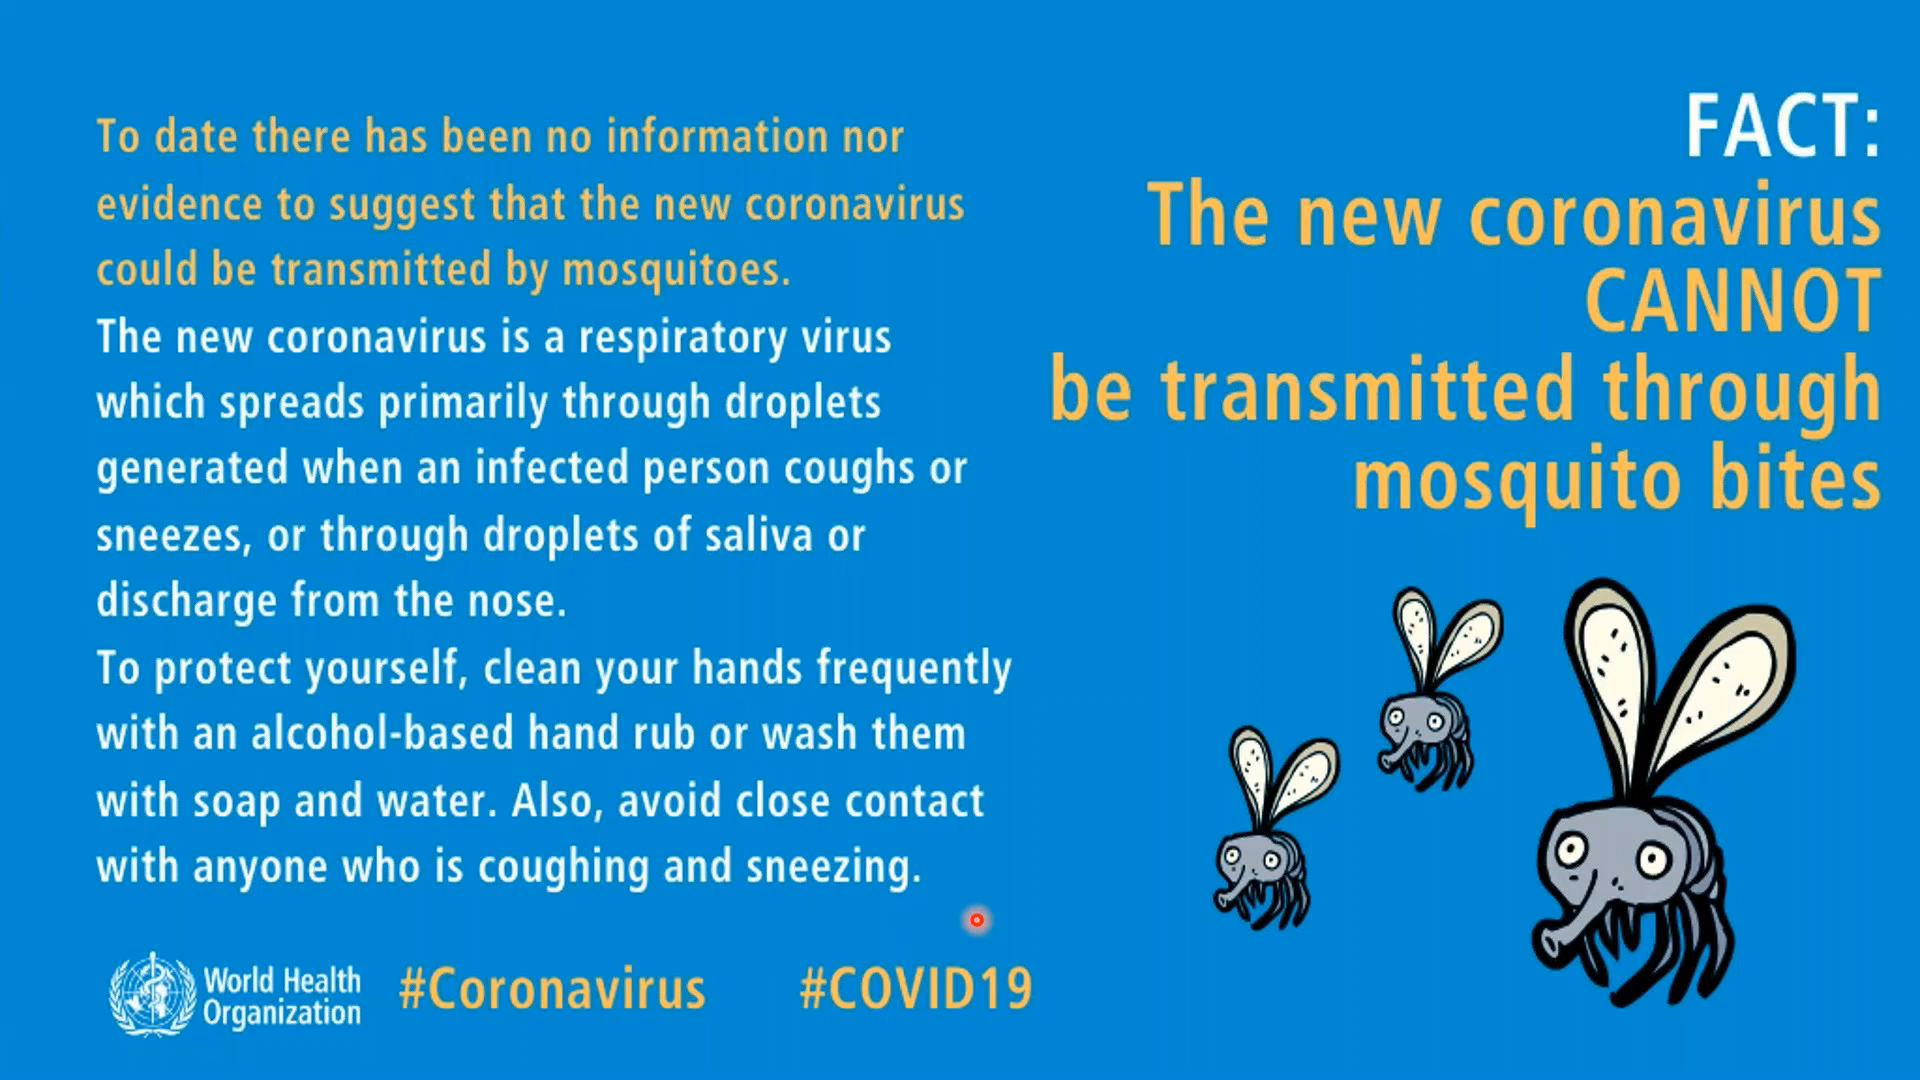 To date there has been no information nor
evidence to suggest that the new coronavirus
could be transmitted by mosquitoes.
The new coronavirus is a respiratory virus
which spreads primarily through droplets
generated when an infected person coughs or
sneezes, or through droplets of saliva or
discharge from the nose.
To protect yourself, clean your hands frequently
with an alcohol-based hand rub or wash them
with soap and water. Also, avoid close contact
with anyone who is coughing and sneezing.
FACT:
The new coronavirus
CANNOT
be transmitted through
mosquito bites
World Health
Organization
#Coronavirus
#COVID19